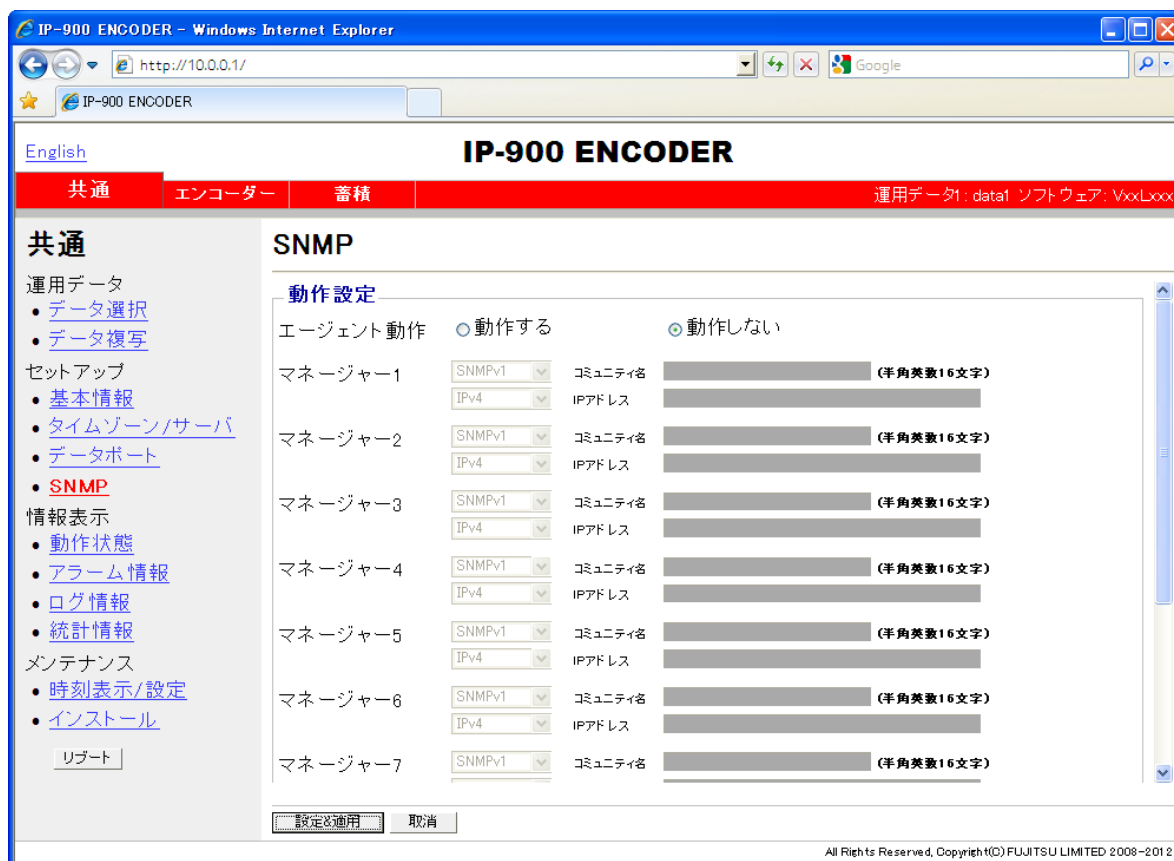 IP-900 ENCODER - Windows Internet Explorer
http://10.0.0.1/
Google
IP-900 ENCODER
English
IP-900 ENCODER
共通 エンコーダー 蓄積 運用データ1 : data1 ソフトウェア: VxxLxxx
共通
運用データ
データ選択
データ複写
セットアップ
基本情報
タイムゾーン/サーバ
データポート
SNMP
情報表示
動作状態
アラーム情報
ログ情報
統計情報
メンテナンス
時刻表示/設定
インストール
リブート
SNMP
動作設定
エージェント動作 動作する 動作しない
マネージャー1 SNMPv1 コミュニティ名 (半角英数16文字)
IPv4 IPアドレス
マネージャー2 SNMPv1 コミュニティ名 (半角英数16文字)
IPv4 IPアドレス
マネージャー3 SNMPv1 コミュニティ名 (半角英数16文字)
IPv4 IPアドレス
マネージャー4 SNMPv1 コミュニティ名 (半角英数16文字)
IPv4 IPアドレス
マネージャー5 SNMPv1 コミュニティ名 (半角英数16文字)
IPv4 IPアドレス
マネージャー6 SNMPv1 コミュニティ名 (半角英数16文字)
IPv4 IPアドレス
マネージャー7 SNMPv1 コミュニティ名 (半角英数16文字)
設定&適用 取消
All Rights Reserved, Copyright(C) FUJITSU LIMITED 2008-2012